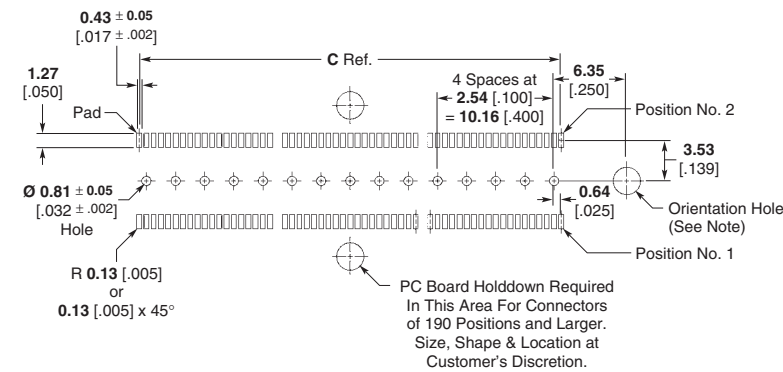 0.43 ± 0.05
[.017 ± .002]
C Ref.
1.27
[.050]
Pad
4 Spaces at
2.54 [.100]
= 10.16 [.400]
6.35
[.250]
Position No. 2
3.53
[.139]
Ø 0.81 ± 0.05
[.032 ± .002]
Hole
0.64
[.025]
Orientation Hole
(See Note)
Position No. 1
R 0.13 [.005]
or
0.13 [.005] x 45°
PC Board Holddown Required
In This Area For Connectors
of 190 Positions and Larger.
Size, Shape & Location at
Customer's Discretion.